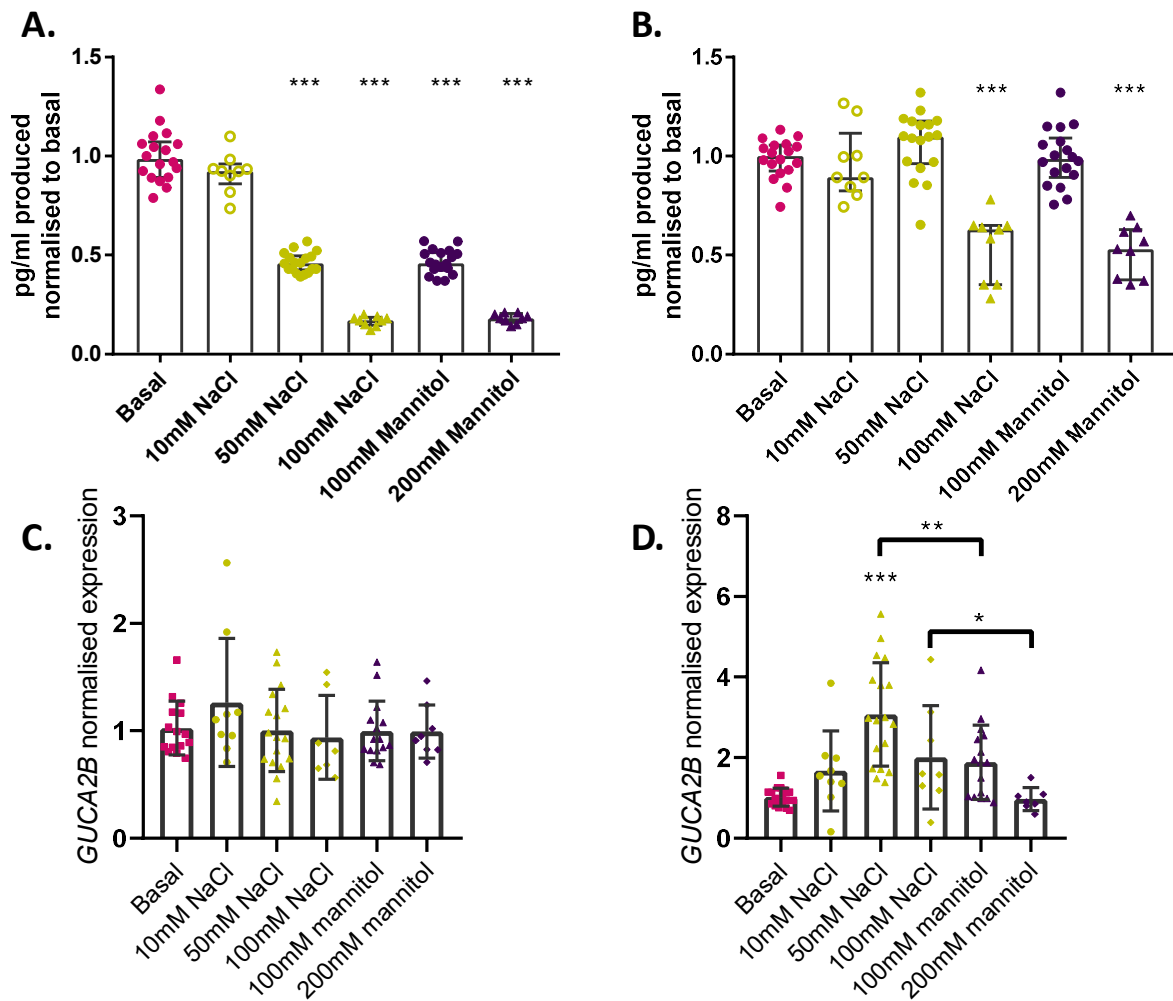 A.
pg/ml produced
normalised to basal
1.5
1.0
0.5
0.0
*** *** *** ***
Basal
10mM NaCl
50mM NaCl
100mM NaCl
100mM Mannitol
200mM Mannitol
B.
pg/ml produced
normalised to basal
1.5
1.0
0.5
0.0
*** ***
Basal
10mM NaCl
50mM NaCl
100mM NaCl
100mM Mannitol
200mM Mannitol
C.
GUCA2B normalised expression
3
2
1
0
Basal
10mM NaCl
50mM NaCl
100mM NaCl
100mM mannitol
200mM mannitol
D.
GUCA2B normalised expression
8
6
4
2
0
**
***
*
Basal
10mM NaCl
50mM NaCl
100mM NaCl
100mM mannitol
200mM mannitol